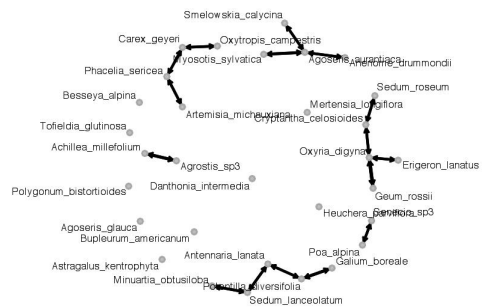 Smelowskia_calycina
Carex_geyeri
Oxytropis_campestris
Myosotis_sylvatica
Agoseris_aurantiaca
Anemone_drummondii
Phacelia_sericea
Sedum_roseum
Besseya_alpina
Artemisia_michauxiana
Mertensia_longiflora
Cryptantha_celosioides
Tofieldia_glutinosa
Achillea_millefolium
Oxyria_digyna
Agrostis_sp3
Erigeron_lanatus
Danthonia_intermedia
Polygonum_bistortioides
Geum_rossii
Heuchera_parviflora
Senecio_sp3
Agoseris_glauca
Bupleurum_americanum
Poa_alpina
Antennaria_lanata
Astragalus_kentrophyta
Galium_boreale
Minuartia_obtusiloba
Potentilla_diversifolia
Sedum_lanceolatum